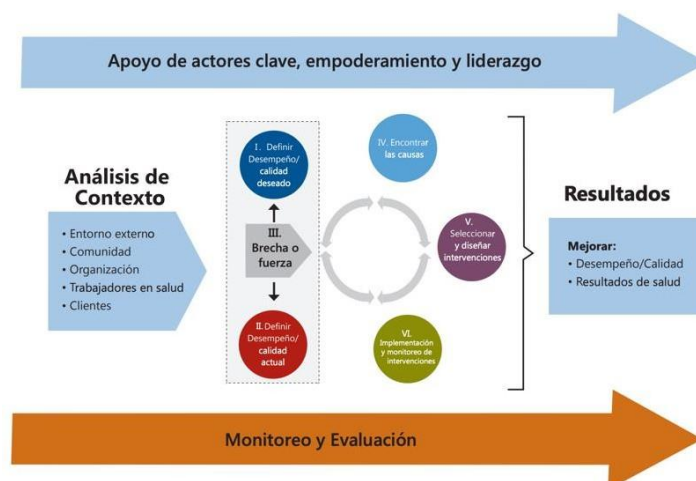 Apoyo de actores clave, empoderamiento y liderazgo
Análisis de
Contexto
• Entorno externo
• Comunidad
• Organización
• Trabajadores en salud
• Clientes
I. Definir
Desempeño/
calidad
deseado
III.
Brecha o
fuerza
II. Definir
Desempeño/
calidad
actual
IV. Encontrar
las causas
V.
Seleccionar
y diseñar
intervenciones
VI.
Implementación
y monitoreo de
intervenciones
Resultados
Mejorar:
• Desempeño/Calidad
• Resultados de salud
Monitoreo y Evaluación